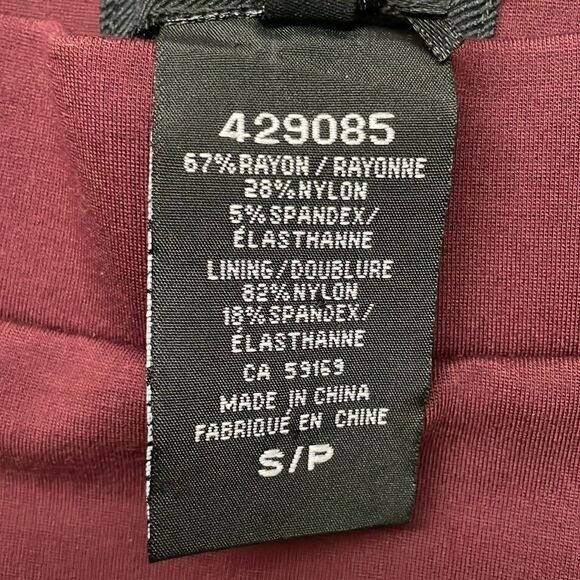 429085
67% RAYON / RAYONNE
28% NYLON
5% SPANDEX/
ÉLASTHANNE
LINING/DOUBLURE
82% NYLON
18% SPANDEX/
ÉLASTHANNE
CA 59169
MADE IN CHINA
FABRIQUÉ EN CHINE
S/P